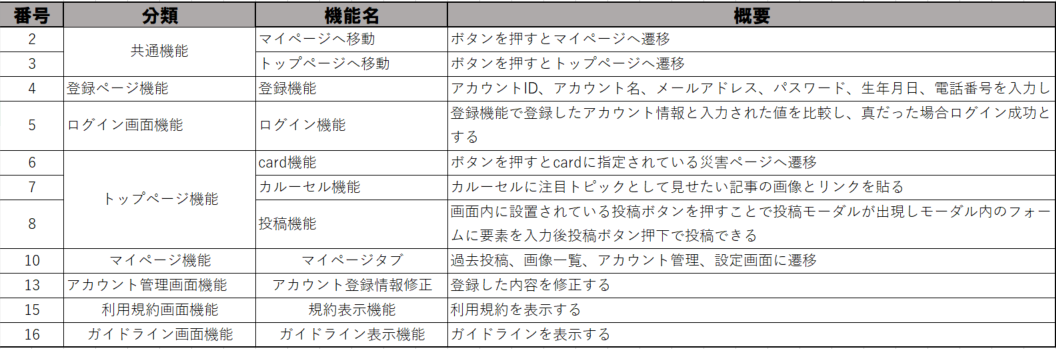 番号 分類 機能名 概要
2 共通機能 マイページへ移動 ボタンを押すとマイページへ遷移
3 トップページへ移動 ボタンを押すとトップページへ遷移
4 登録ページ機能 登録機能 アカウントID、アカウント名、メールアドレス、パスワード、生年月日、電話番号を入力し
5 ログイン画面機能 ログイン機能 登録機能で登録したアカウント情報と入力された値を比較し、真だった場合ログイン成功と
する
6 トップページ機能 card機能 ボタンを押すとcardに指定されている災害ページへ遷移
7 カルーセル機能 カルーセルに注目トピックとして見せたい記事の画像とリンクを貼る
8 投稿機能 画面内に設置されている投稿ボタンを押すことで投稿モーダルが出現しモーダル内のフォー
ムに要素を入力後投稿ボタン押下で投稿できる
10 マイページ機能 マイページタブ 過去投稿、画像一覧、アカウント管理、設定画面に遷移
13 アカウント管理画面機能 アカウント登録情報修正 登録した内容を修正する
15 利用規約画面機能 規約表示機能 利用規約を表示する
16 ガイドライン画面機能 ガイドライン表示機能 ガイドラインを表示する